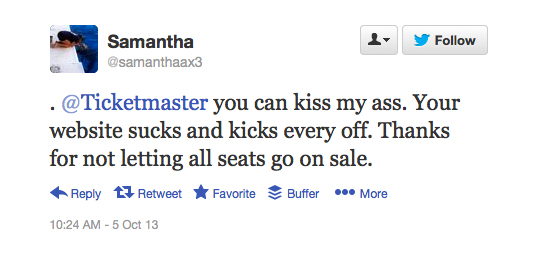 Samantha
@samanthaax3
Follow
. @Ticketmaster you can kiss my ass. Your
website sucks and kicks every off. Thanks
for not letting all seats go on sale.
Reply Retweet Favorite Buffer More
10:24 AM - 5 Oct 13